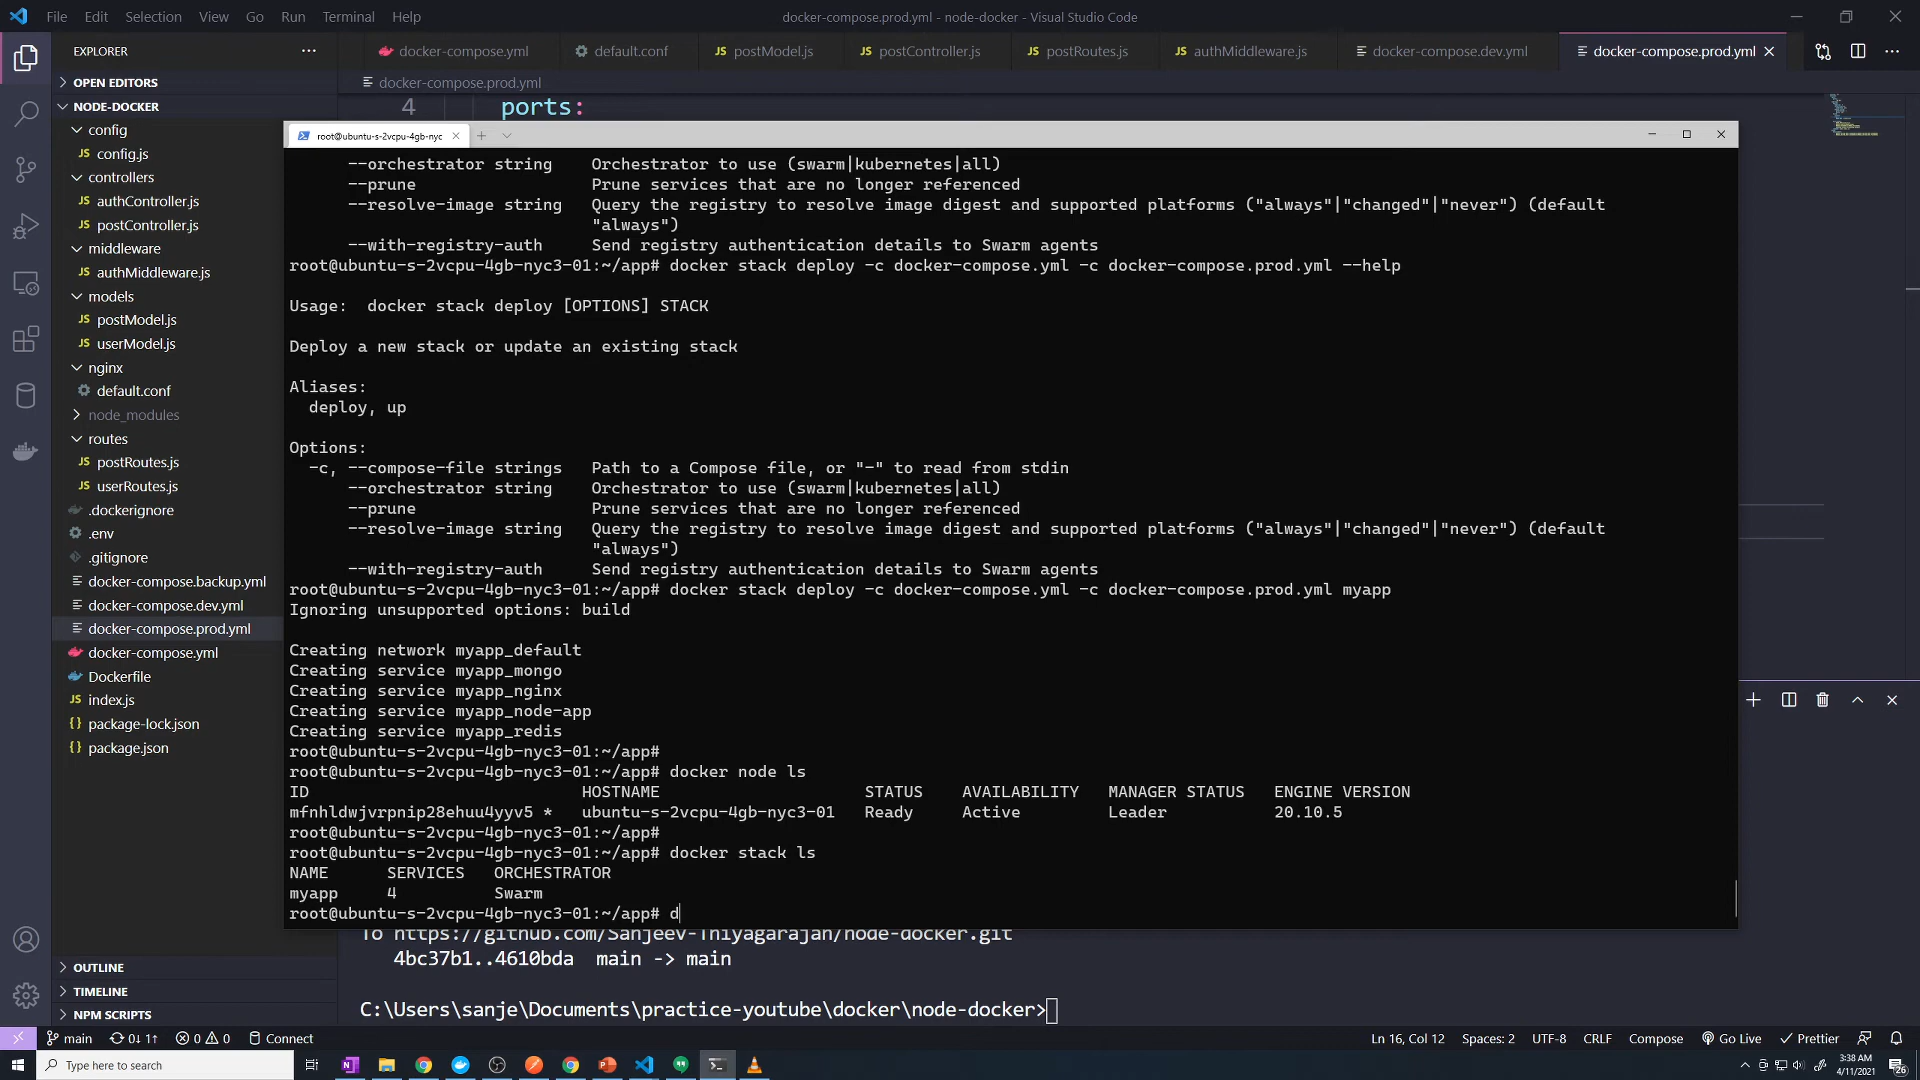 File Edit Selection View Go Run Terminal Help
docker-compose.prod.yml - node-docker - Visual Studio Code
EXPLORER
docker-compose.yml default.conf postModel.js postController.js postRoutes.js authMiddleware.js docker-compose.dev.yml docker-compose.prod.yml
OPEN EDITORS
docker-compose.prod.yml
NODE-DOCKER
4 ports:
config
config.js
controllers
authController.js
postController.js
middleware
authMiddleware.js
models
postModel.js
userModel.js
nginx
default.conf
node_modules
routes
postRoutes.js
userRoutes.js
.dockerignore
.env
.gitignore
docker-compose.backup.yml
docker-compose.dev.yml
docker-compose.prod.yml
docker-compose.yml
Dockerfile
index.js
package-lock.json
package.json
OUTLINE
TIMELINE
NPM SCRIPTS
root@ubuntu-s-2vcpu-4gb-nyc
--orchestrator string Orchestrator to use (swarm|kubernetes|all)
--prune Prune services that are no longer referenced
--resolve-image string Query the registry to resolve image digest and supported platforms ("always"|"changed"|"never") (default
"always")
--with-registry-auth Send registry authentication details to Swarm agents
root@ubuntu-s-2vcpu-4gb-nyc3-01:~/app# docker stack deploy -c docker-compose.yml -c docker-compose.prod.yml --help
Usage: docker stack deploy [OPTIONS] STACK
Deploy a new stack or update an existing stack
Aliases:
deploy, up
Options:
-c, --compose-file strings Path to a Compose file, or "-" to read from stdin
--orchestrator string Orchestrator to use (swarm|kubernetes|all)
--prune Prune services that are no longer referenced
--resolve-image string Query the registry to resolve image digest and supported platforms ("always"|"changed"|"never") (default
"always")
--with-registry-auth Send registry authentication details to Swarm agents
root@ubuntu-s-2vcpu-4gb-nyc3-01:~/app# docker stack deploy -c docker-compose.yml -c docker-compose.prod.yml myapp
Ignoring unsupported options: build
Creating network myapp_default
Creating service myapp_mongo
Creating service myapp_nginx
Creating service myapp_node-app
Creating service myapp_redis
root@ubuntu-s-2vcpu-4gb-nyc3-01:~/app#
root@ubuntu-s-2vcpu-4gb-nyc3-01:~/app# docker node ls
ID HOSTNAME STATUS AVAILABILITY MANAGER STATUS ENGINE VERSION
mfnhldwjvrpnip28ehuu4yyv5 * ubuntu-s-2vcpu-4gb-nyc3-01 Ready Active Leader 20.10.5
root@ubuntu-s-2vcpu-4gb-nyc3-01:~/app#
root@ubuntu-s-2vcpu-4gb-nyc3-01:~/app# docker stack ls
NAME SERVICES ORCHESTRATOR
myapp 4 Swarm
root@ubuntu-s-2vcpu-4gb-nyc3-01:~/app# d
To https://github.com/Sanjeev-Thiyagarajan/node-docker.git
4bc37b1..4610bda main -> main
C:\Users\sanje\Documents\practice-youtube\docker\node-docker>
main 0↓ 1↑ 0 0 Connect
Ln 16, Col 12 Spaces: 2 UTF-8 CRLF Compose Go Live Prettier
Type here to search
3:38 AM
4/11/2021
26